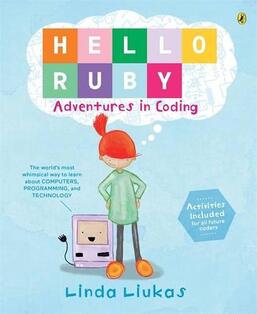 HELLO
RUBY
Adventures in Coding
The world's most
whimsical way to learn
about COMPUTERS,
PROGRAMMING, and
TECHNOLOGY
Activities
Included
for all future
coders
Linda Liukas